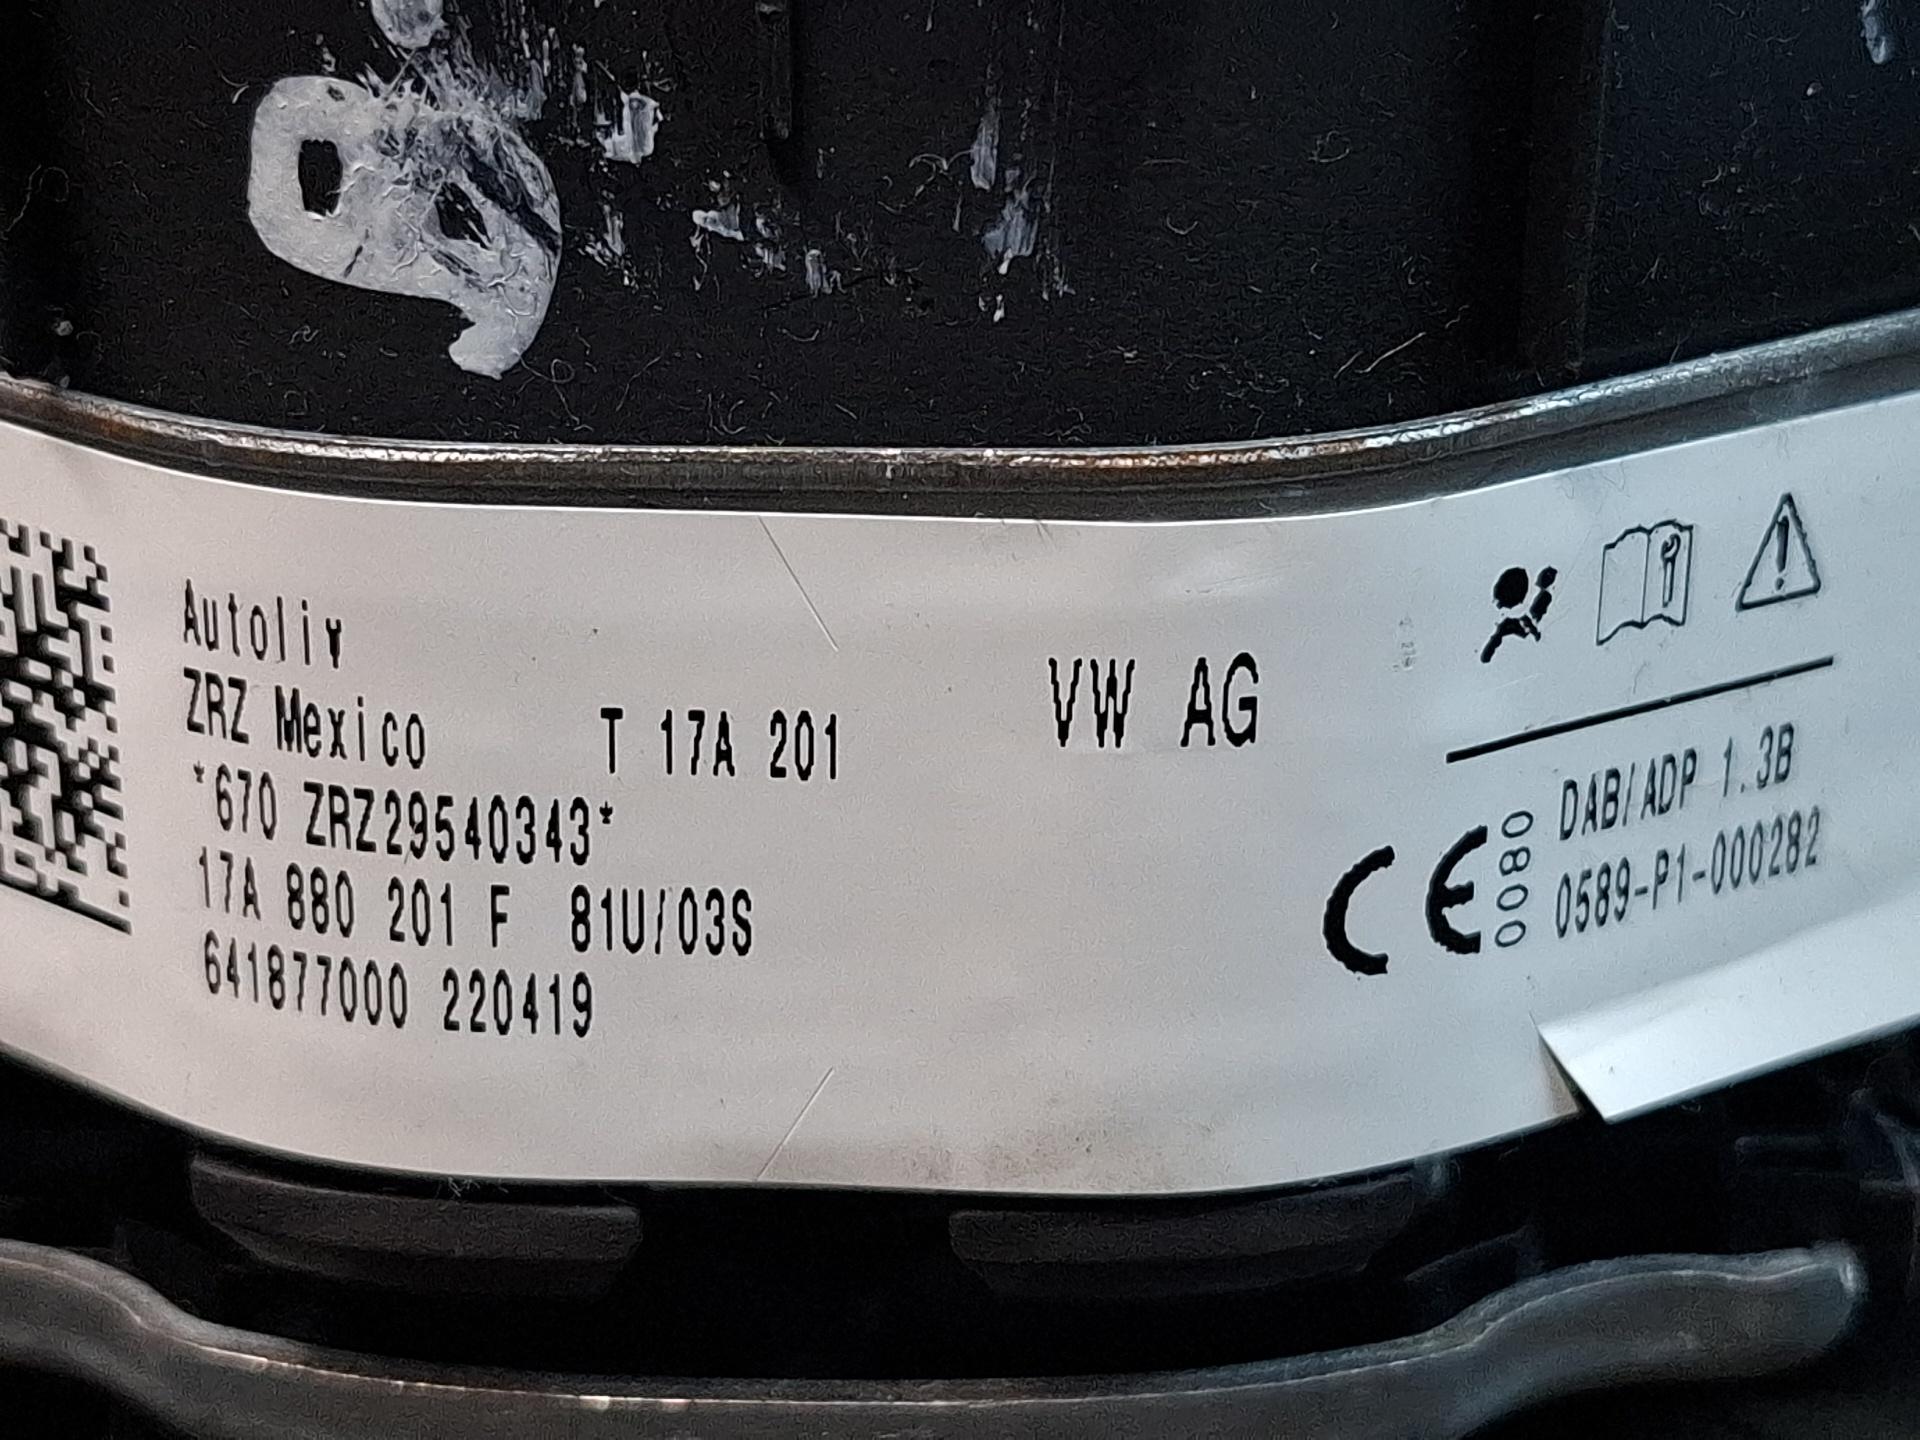 Autoliv
ZRZ Mexico T 17A 201
*670 ZRZ29540343*
17A 880 201 F 81U/03S
641877000 220419
VW AG
DAB/ADP 1.3B
0589-P1-000282
CE 0080